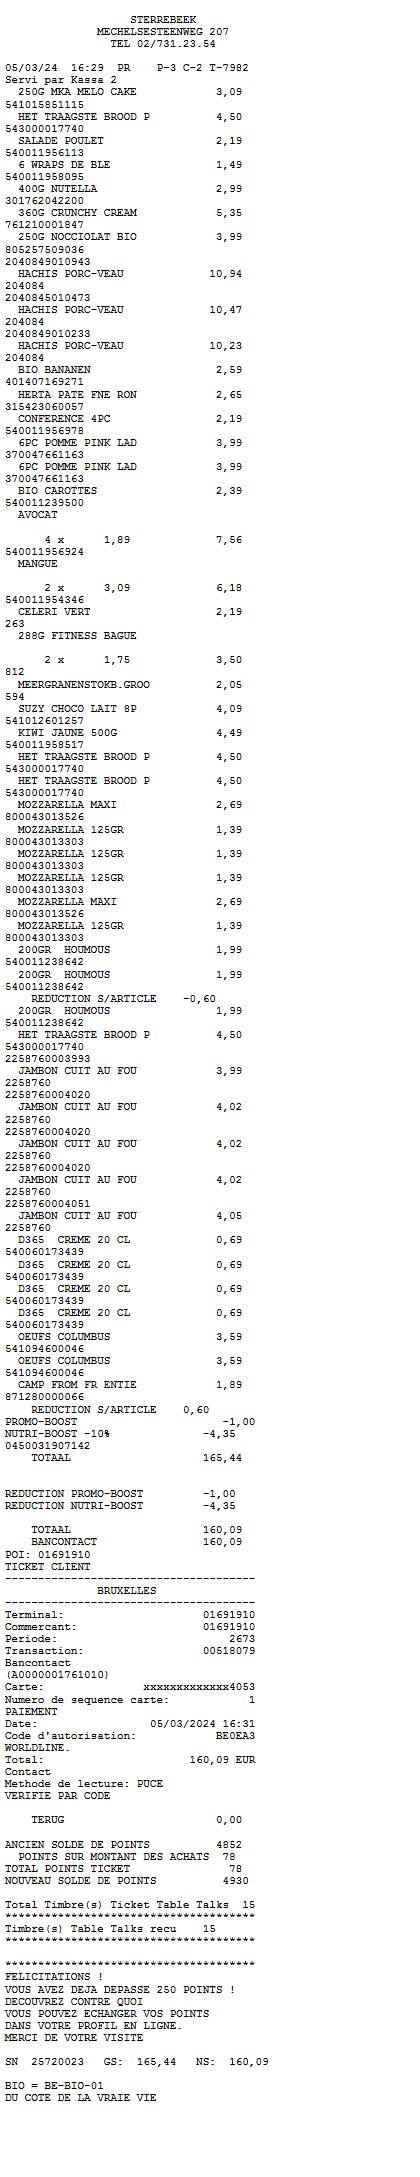 STERREBEEK
MECHELSESTEENWEG 207
TEL 02/731.23.54
05/03/24 16:29 PR P-3 C-2 T-7982
Servi par Kassa 2
250G MKA MELO CAKE 3,09
541015851115
HET TRAAGSTE BROOD P 4,50
543000017740
SALADE POULET 2,19
540011956113
6 WRAPS DE BLE 1,49
540011958095
400G NUTELLA 2,99
301762042200
360G CRUNCHY CREAM 5,35
761210001847
250G NOCCIOLAT BIO 3,99
805257509036
2040849010943
HACHIS PORC-VEAU 10,94
204084
2040845010473
HACHIS PORC-VEAU 10,47
204084
2040849010233
HACHIS PORC-VEAU 10,23
204084
BIO BANANEN 2,59
401407169271
HERTA PATE FNE RON 2,65
315423060057
CONFERENCE 4PC 2,19
540011956978
6PC POMME PINK LAD 3,99
370047661163
6PC POMME PINK LAD 3,99
370047661163
BIO CAROTTES 2,39
540011239500
AVOCAT
4 x 1,89 7,56
540011956924
MANGUE
2 x 3,09 6,18
540011954346
CELERI VERT 2,19
263
288G FITNESS BAGUE
2 x 1,75 3,50
812
MEERGRANENSTOKB.GROO 2,05
594
SUZY CHOCO LAIT 8P 4,09
541012601257
KIWI JAUNE 500G 4,49
540011958517
HET TRAAGSTE BROOD P 4,50
543000017740
HET TRAAGSTE BROOD P 4,50
543000017740
MOZZARELLA MAXI 2,69
800043013526
MOZZARELLA 125GR 1,39
800043013303
MOZZARELLA 125GR 1,39
800043013303
MOZZARELLA 125GR 1,39
800043013303
MOZZARELLA MAXI 2,69
800043013526
MOZZARELLA 125GR 1,39
800043013303
200GR HOUMOUS 1,99
540011238642
200GR HOUMOUS 1,99
540011238642
REDUCTION S/ARTICLE -0,60
200GR HOUMOUS 1,99
540011238642
HET TRAAGSTE BROOD P 4,50
543000017740
2258760003993
JAMBON CUIT AU FOU 3,99
2258760
2258760004020
JAMBON CUIT AU FOU 4,02
2258760
2258760004020
JAMBON CUIT AU FOU 4,02
2258760
2258760004020
JAMBON CUIT AU FOU 4,02
2258760
2258760004051
JAMBON CUIT AU FOU 4,05
2258760
D365 CREME 20 CL 0,69
540060173439
D365 CREME 20 CL 0,69
540060173439
D365 CREME 20 CL 0,69
540060173439
D365 CREME 20 CL 0,69
540060173439
OEUFS COLUMBUS 3,59
541094600046
OEUFS COLUMBUS 3,59
541094600046
CAMP FROM FR ENTIE 1,89
871280000066
REDUCTION S/ARTICLE 0,60
PROMO-BOOST -1,00
NUTRI-BOOST -10% -4,35
0450031907142
TOTAAL 165,44
REDUCTION PROMO-BOOST -1,00
REDUCTION NUTRI-BOOST -4,35
TOTAAL 160,09
BANCONTACT 160,09
POI: 01691910
TICKET CLIENT
--------------------------------------
BRUXELLES
--------------------------------------
Terminal: 01691910
Commercant: 01691910
Periode: 2673
Transaction: 00518079
Bancontact
(A0000001761010)
Carte: xxxxxxxxxxxxx4053
Numero de sequence carte: 1
PAIEMENT
Date: 05/03/2024 16:31
Code d'autorisation: BE0EA3
WORLDLINE.
Total: 160,09 EUR
Contact
Methode de lecture: PUCE
VERIFIE PAR CODE
TERUG 0,00
ANCIEN SOLDE DE POINTS 4852
POINTS SUR MONTANT DES ACHATS 78
TOTAL POINTS TICKET 78
NOUVEAU SOLDE DE POINTS 4930
Total Timbre(s) Ticket Table Talks 15
**************************************
Timbre(s) Table Talks recu 15
**************************************
**************************************
FELICITATIONS !
VOUS AVEZ DEJA DEPASSE 250 POINTS !
DECOUVREZ CONTRE QUOI
VOUS POUVEZ ECHANGER VOS POINTS
DANS VOTRE PROFIL EN LIGNE.
MERCI DE VOTRE VISITE
SN 25720023 GS: 165,44 NS: 160,09
BIO = BE-BIO-01
DU COTE DE LA VRAIE VIE